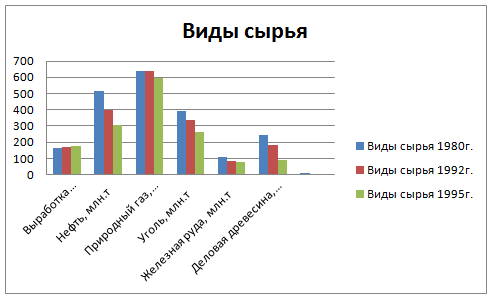 Виды сырья
700
600
500
400
300
200
100
0
Выработка...
Нефть, млн.т
Природный газ,...
Уголь, млн.т
Железная руда, млн.т
Деловая древесина,...
Виды сырья 1980г.
Виды сырья 1992г.
Виды сырья 1995г.